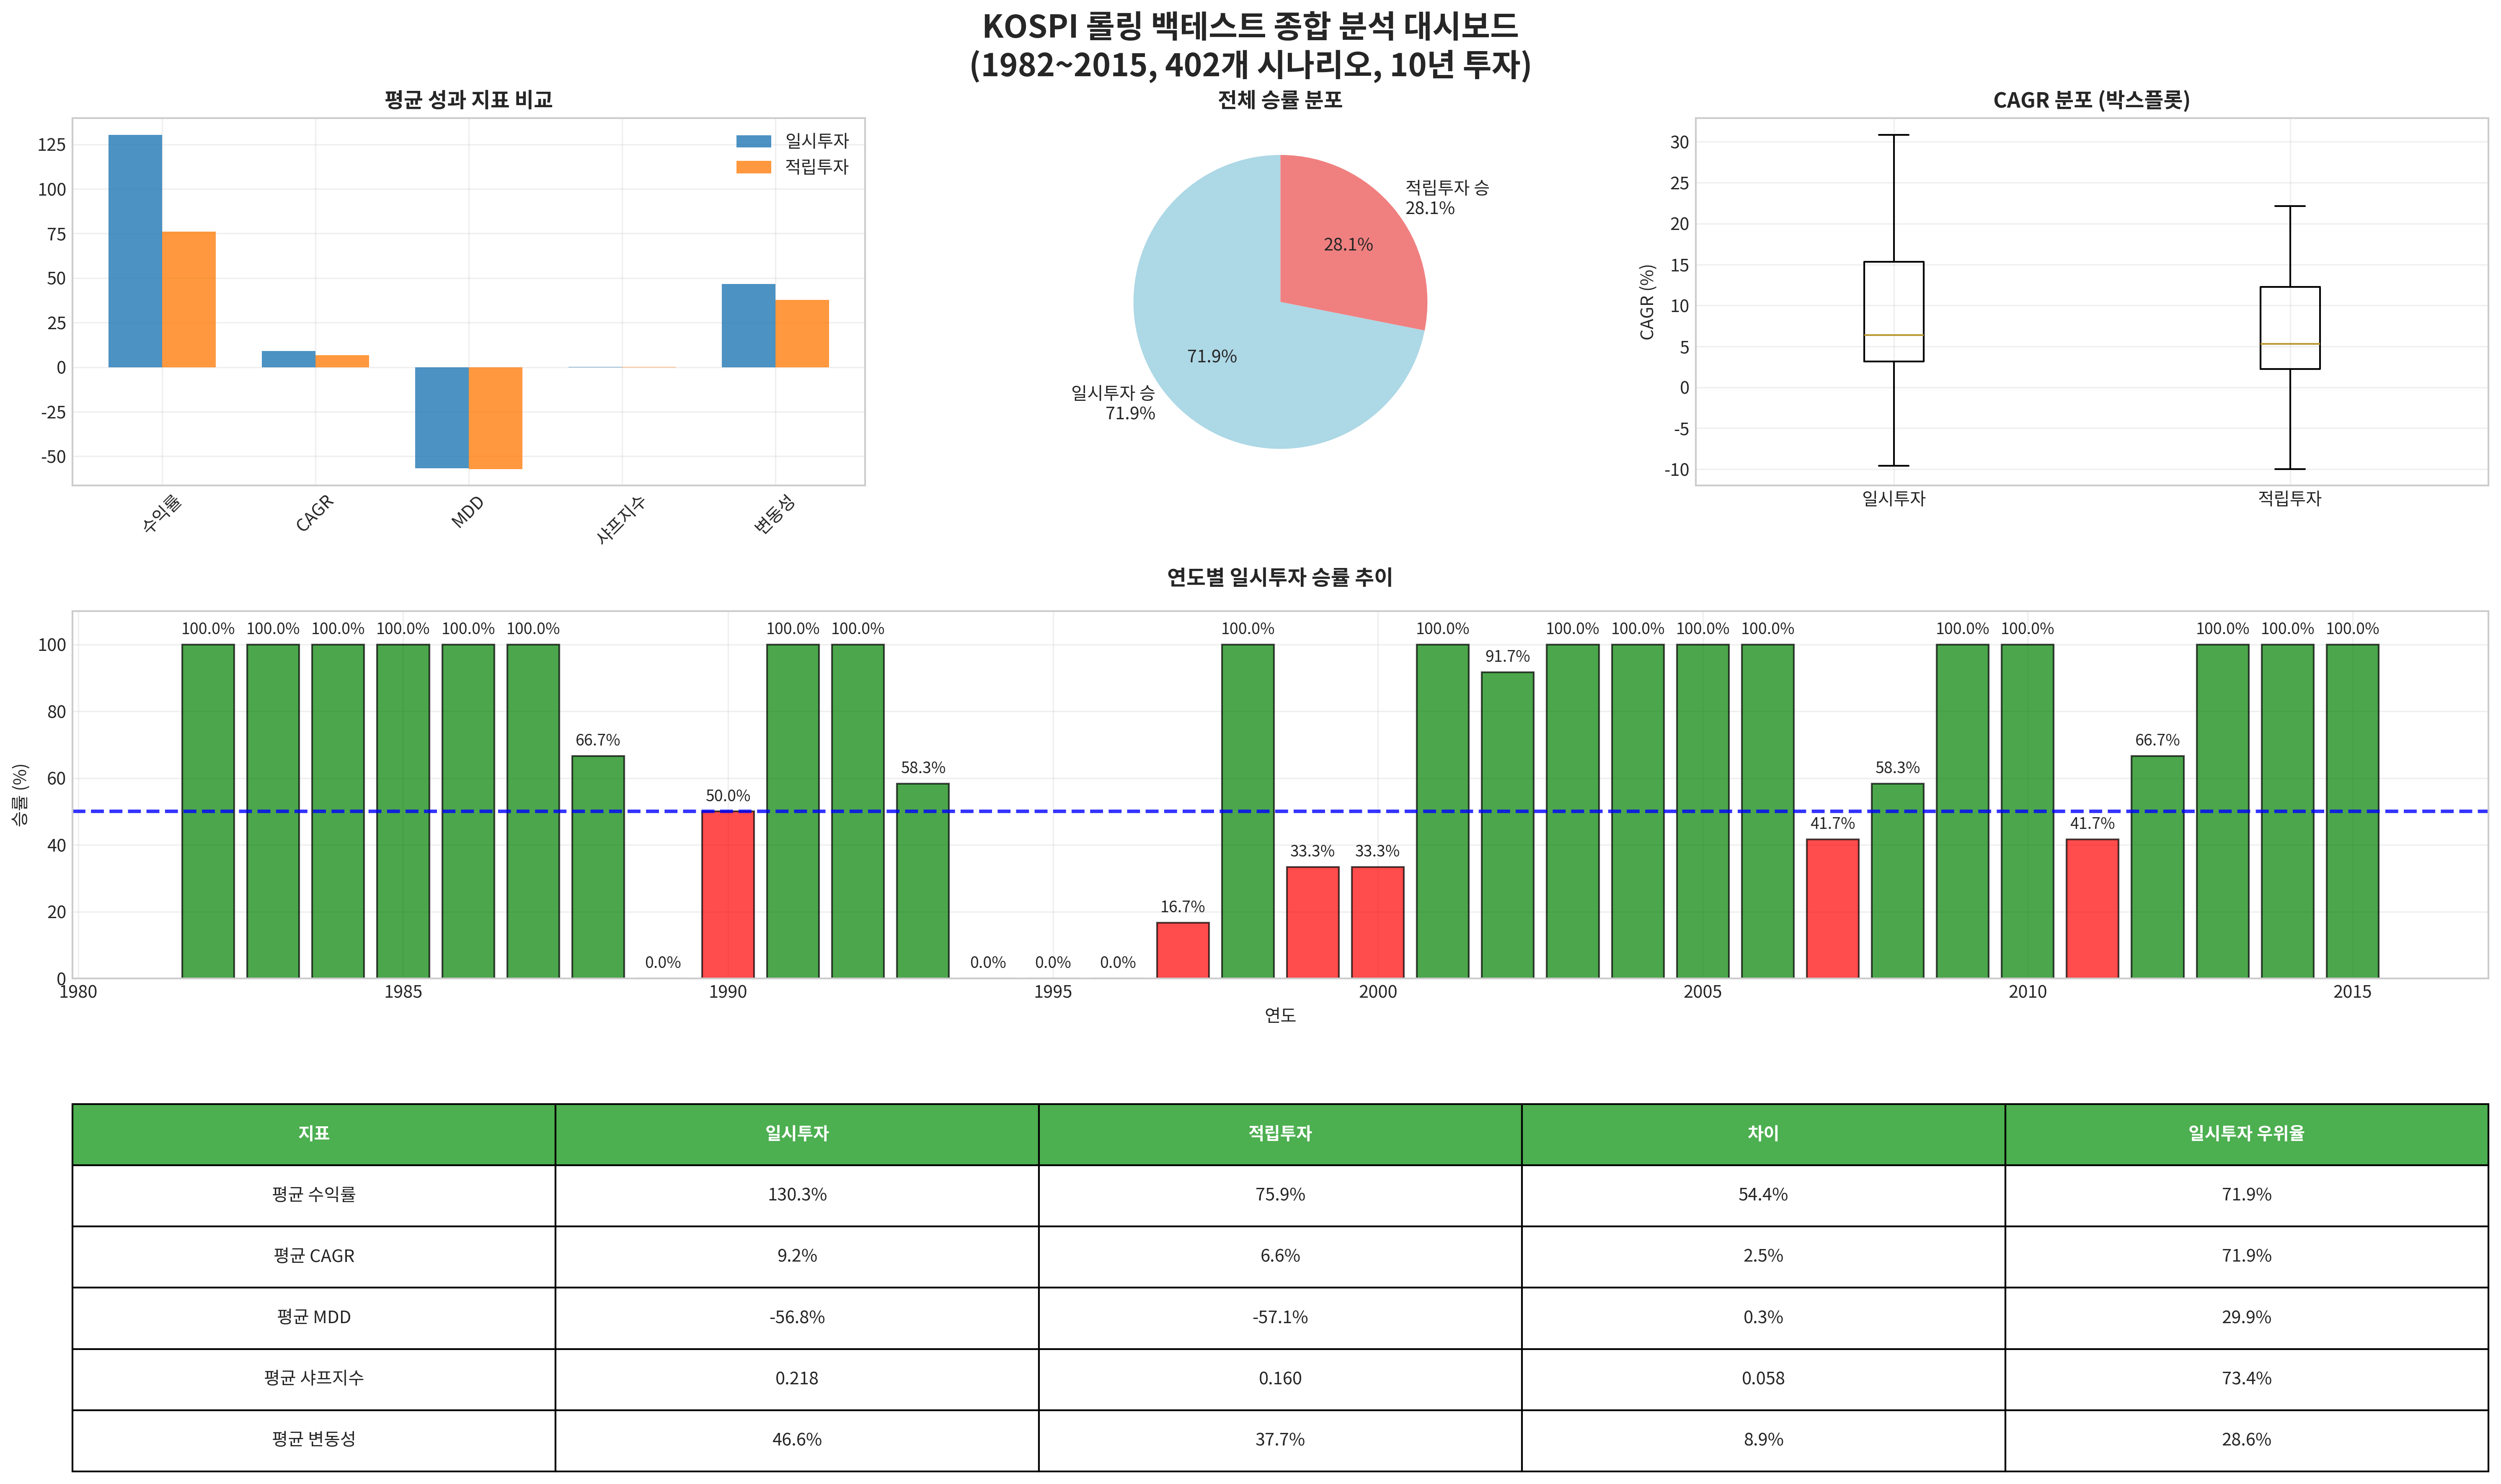 KOSPI 롤링 백테스트 종합 분석 대시보드
(1982~2015, 402개 시나리오, 10년 투자)
평균 성과 지표 비교
125
100
75
50
25
0
-25
-50
일시투자
적립투자
수익률
CAGR
MDD
샤프지수
변동성
전체 승률 분포
적립투자 승
28.1%
28.1%
71.9%
일시투자 승
71.9%
CAGR 분포 (박스플롯)
CAGR (%)
30
25
20
15
10
5
0
-5
-10
일시투자
적립투자
연도별 일시투자 승률 추이
승률 (%)
100
80
60
40
20
0
100.0% 100.0% 100.0% 100.0% 100.0% 100.0% 66.7% 0.0% 50.0% 100.0% 100.0% 58.3% 0.0% 0.0% 0.0% 16.7% 100.0% 33.3% 33.3% 100.0% 91.7% 100.0% 100.0% 100.0% 100.0% 41.7% 58.3% 100.0% 100.0% 41.7% 66.7% 100.0% 100.0% 100.0%
1980 1985 1990 1995 2000 2005 2010 2015
연도
지표 일시투자 적립투자 차이 일시투자 우위율
평균 수익률 130.3% 75.9% 54.4% 71.9%
평균 CAGR 9.2% 6.6% 2.5% 71.9%
평균 MDD -56.8% -57.1% 0.3% 29.9%
평균 샤프지수 0.218 0.160 0.058 73.4%
평균 변동성 46.6% 37.7% 8.9% 28.6%